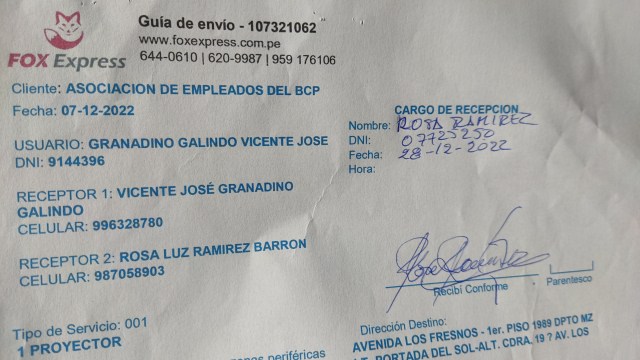 FOX Express
Guía de envío - 107321062
www.foxexpress.com.pe
644-0610 | 620-9987 | 959 176106
Cliente: ASOCIACION DE EMPLEADOS DEL BCP
Fecha: 07-12-2022
USUARIO: GRANADINO GALINDO VICENTE JOSE
DNI: 9144396
RECEPTOR 1: VICENTE JOSÉ GRANADINO
GALINDO
CELULAR: 996328780
RECEPTOR 2: ROSA LUZ RAMIREZ BARRON
CELULAR: 987058903
Tipo de Servicio: 001
1 PROYECTOR
periféricas
CARGO DE RECEPCION
Nombre: ROSA RAMIREZ
DNI: 07725250
Fecha: 28-12-2022
Hora:
Recibí Conforme
Parentesco
Dirección Destino:
AVENIDA LOS FRESNOS - 1er. PISO 1989 DPTO MZ
LT. PORTADA DEL SOL-ALT. CDRA. 19 ? AV. LOS